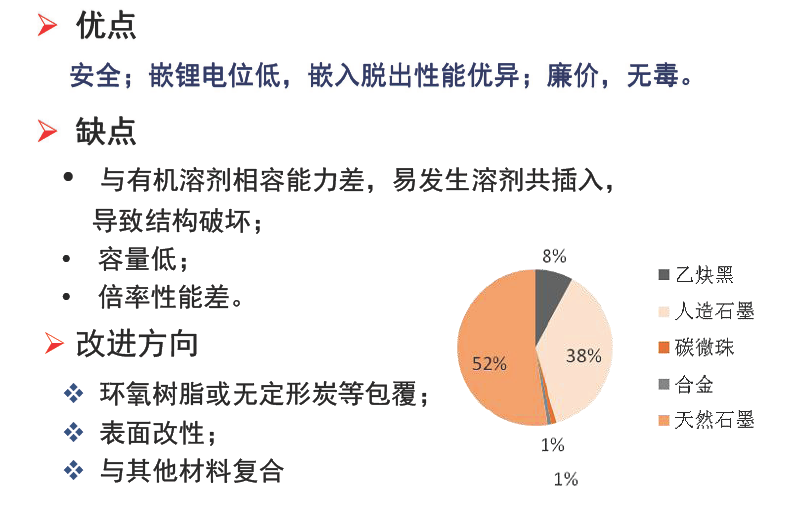 优点
安全；嵌锂电位低，嵌入脱出性能优异；廉价，无毒。
缺点
• 与有机溶剂相容能力差，易发生溶剂共插入，
导致结构破坏；
• 容量低；
• 倍率性能差。
改进方向
环氧树脂或无定形炭等包覆；
表面改性；
与其他材料复合
8%
38%
52%
1%
1%
乙炔黑
人造石墨
碳微珠
合金
天然石墨